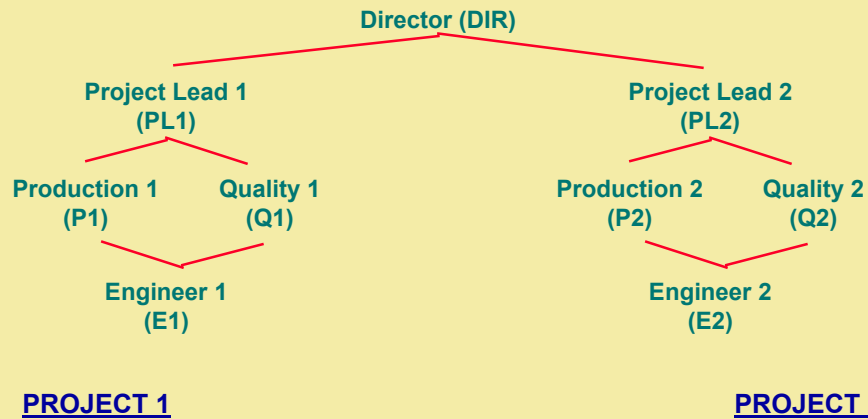 Director (DIR)
Project Lead 1
(PL1)
Project Lead 2
(PL2)
Production 1
(P1)
Quality 1
(Q1)
Production 2
(P2)
Quality 2
(Q2)
Engineer 1
(E1)
Engineer 2
(E2)
PROJECT 1
PROJECT